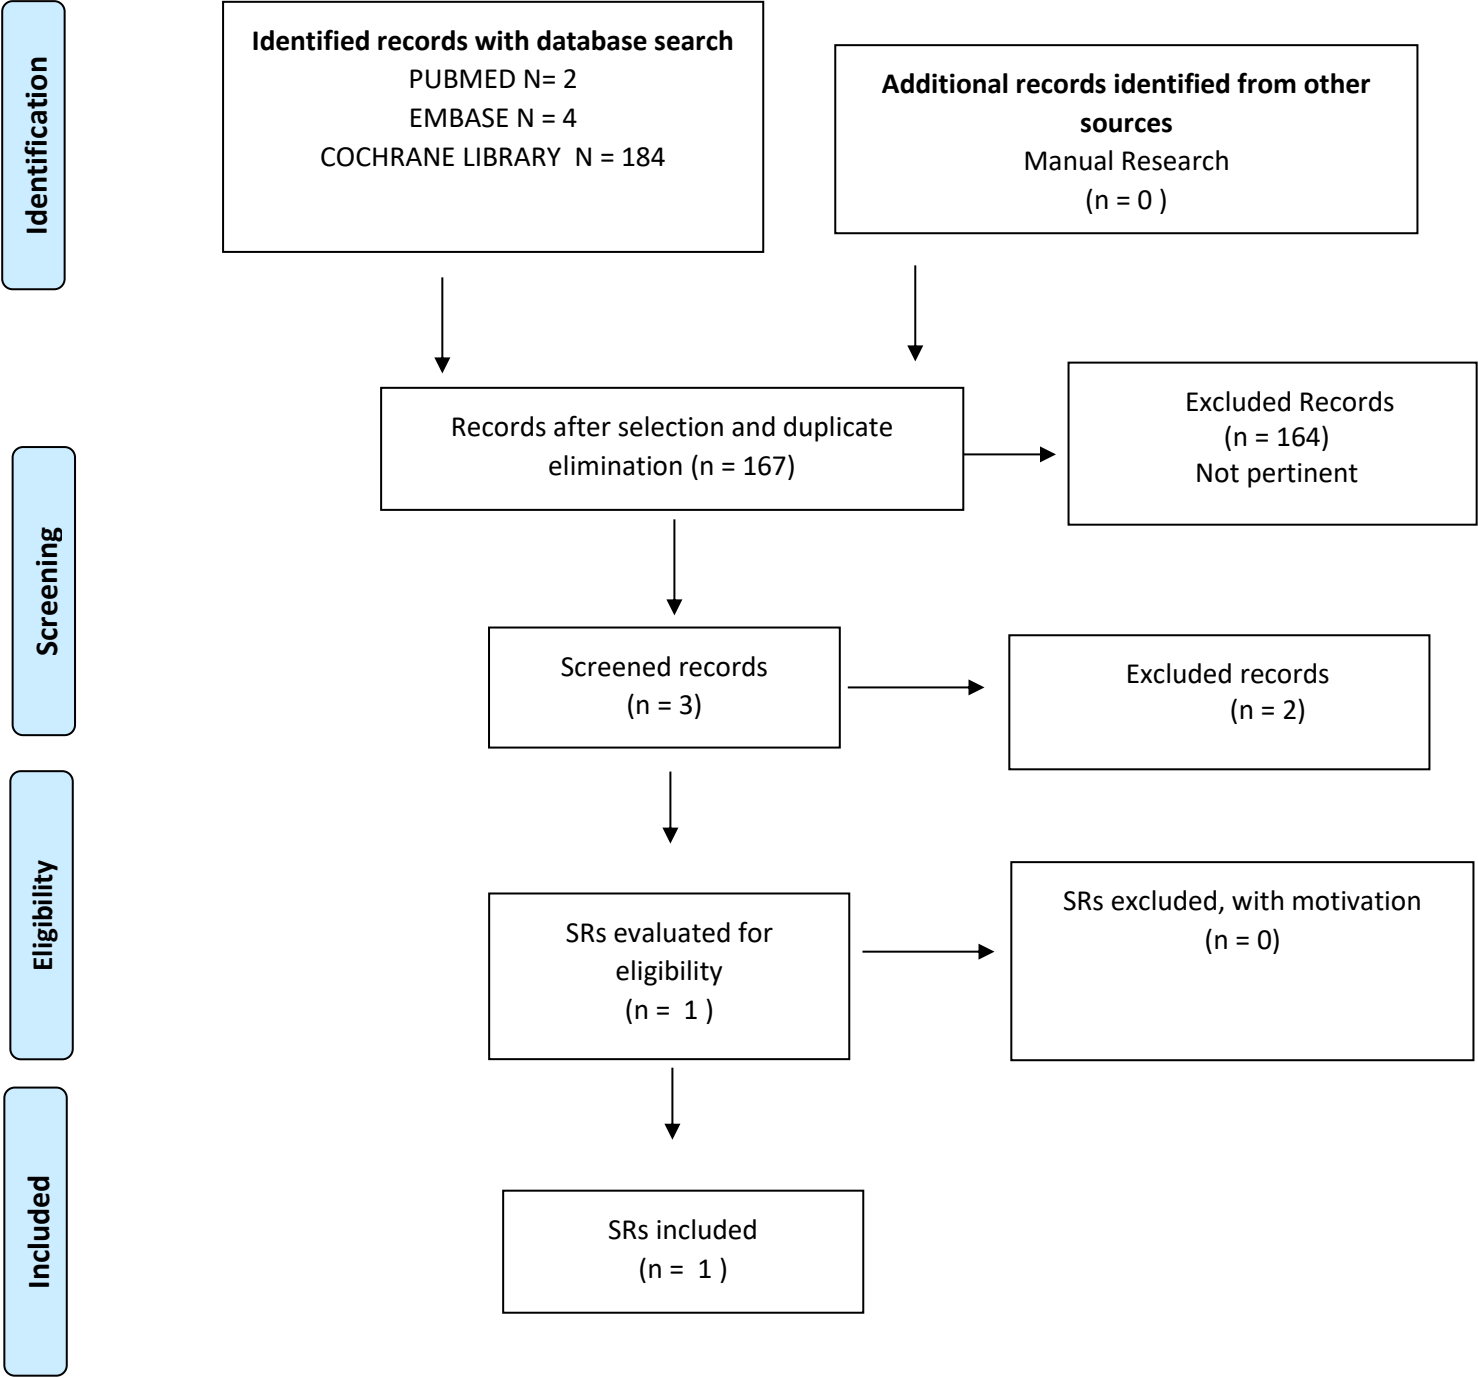 Identification
Identified records with database search
PUBMED N= 2
EMBASE N = 4
COCHRANE LIBRARY  N = 184
Additional records identified from other
sources
Manual Research
(n = 0 )
Records after selection and duplicate
elimination (n = 167)
Excluded Records
(n = 164)
Not pertinent
Screening
Screened records
(n = 3)
Excluded records
(n = 2)
Eligibility
SRs evaluated for
eligibility
(n =  1 )
SRs excluded, with motivation
(n = 0)
Included
SRs included
(n =  1 )